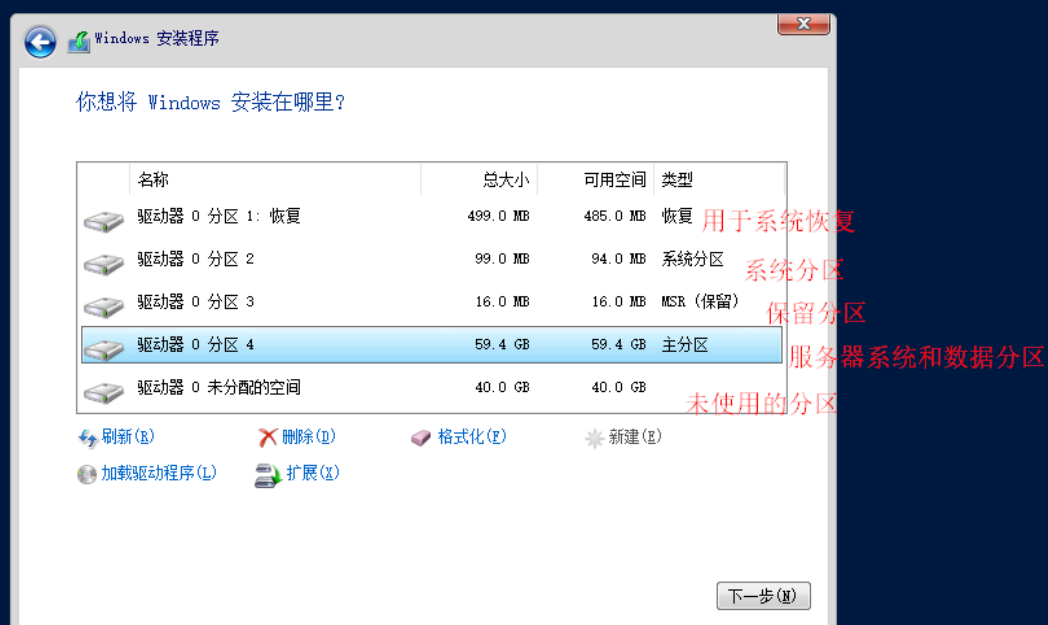 Windows 安装程序
你想将 Windows 安装在哪里?
名称 总大小 可用空间 类型
驱动器 0 分区 1: 恢复 499.0 MB 485.0 MB 恢复 用于系统恢复
驱动器 0 分区 2 99.0 MB 94.0 MB 系统分区 系统分区
驱动器 0 分区 3 16.0 MB 16.0 MB MSR (保留) 保留分区
驱动器 0 分区 4 59.4 GB 59.4 GB 主分区 服务器系统和数据分区
驱动器 0 未分配的空间 40.0 GB 40.0 GB 未使用的分区
刷新(R) 删除(D) 格式化(F) 新建(E)
加载驱动程序(L) 扩展(X)
下一步(N)